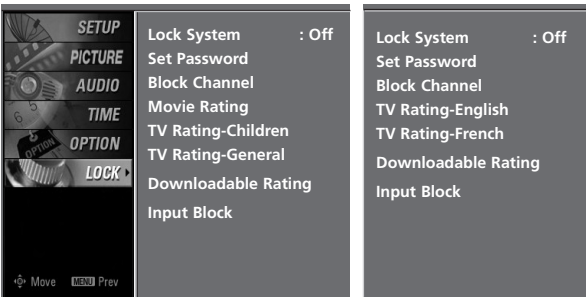 SETUP
PICTURE
AUDIO
TIME
OPTION
LOCK
Move MENU Prev
Lock System : Off
Set Password
Block Channel
Movie Rating
TV Rating-Children
TV Rating-General
Downloadable Rating
Input Block
Lock System : Off
Set Password
Block Channel
TV Rating-English
TV Rating-French
Downloadable Rating
Input Block